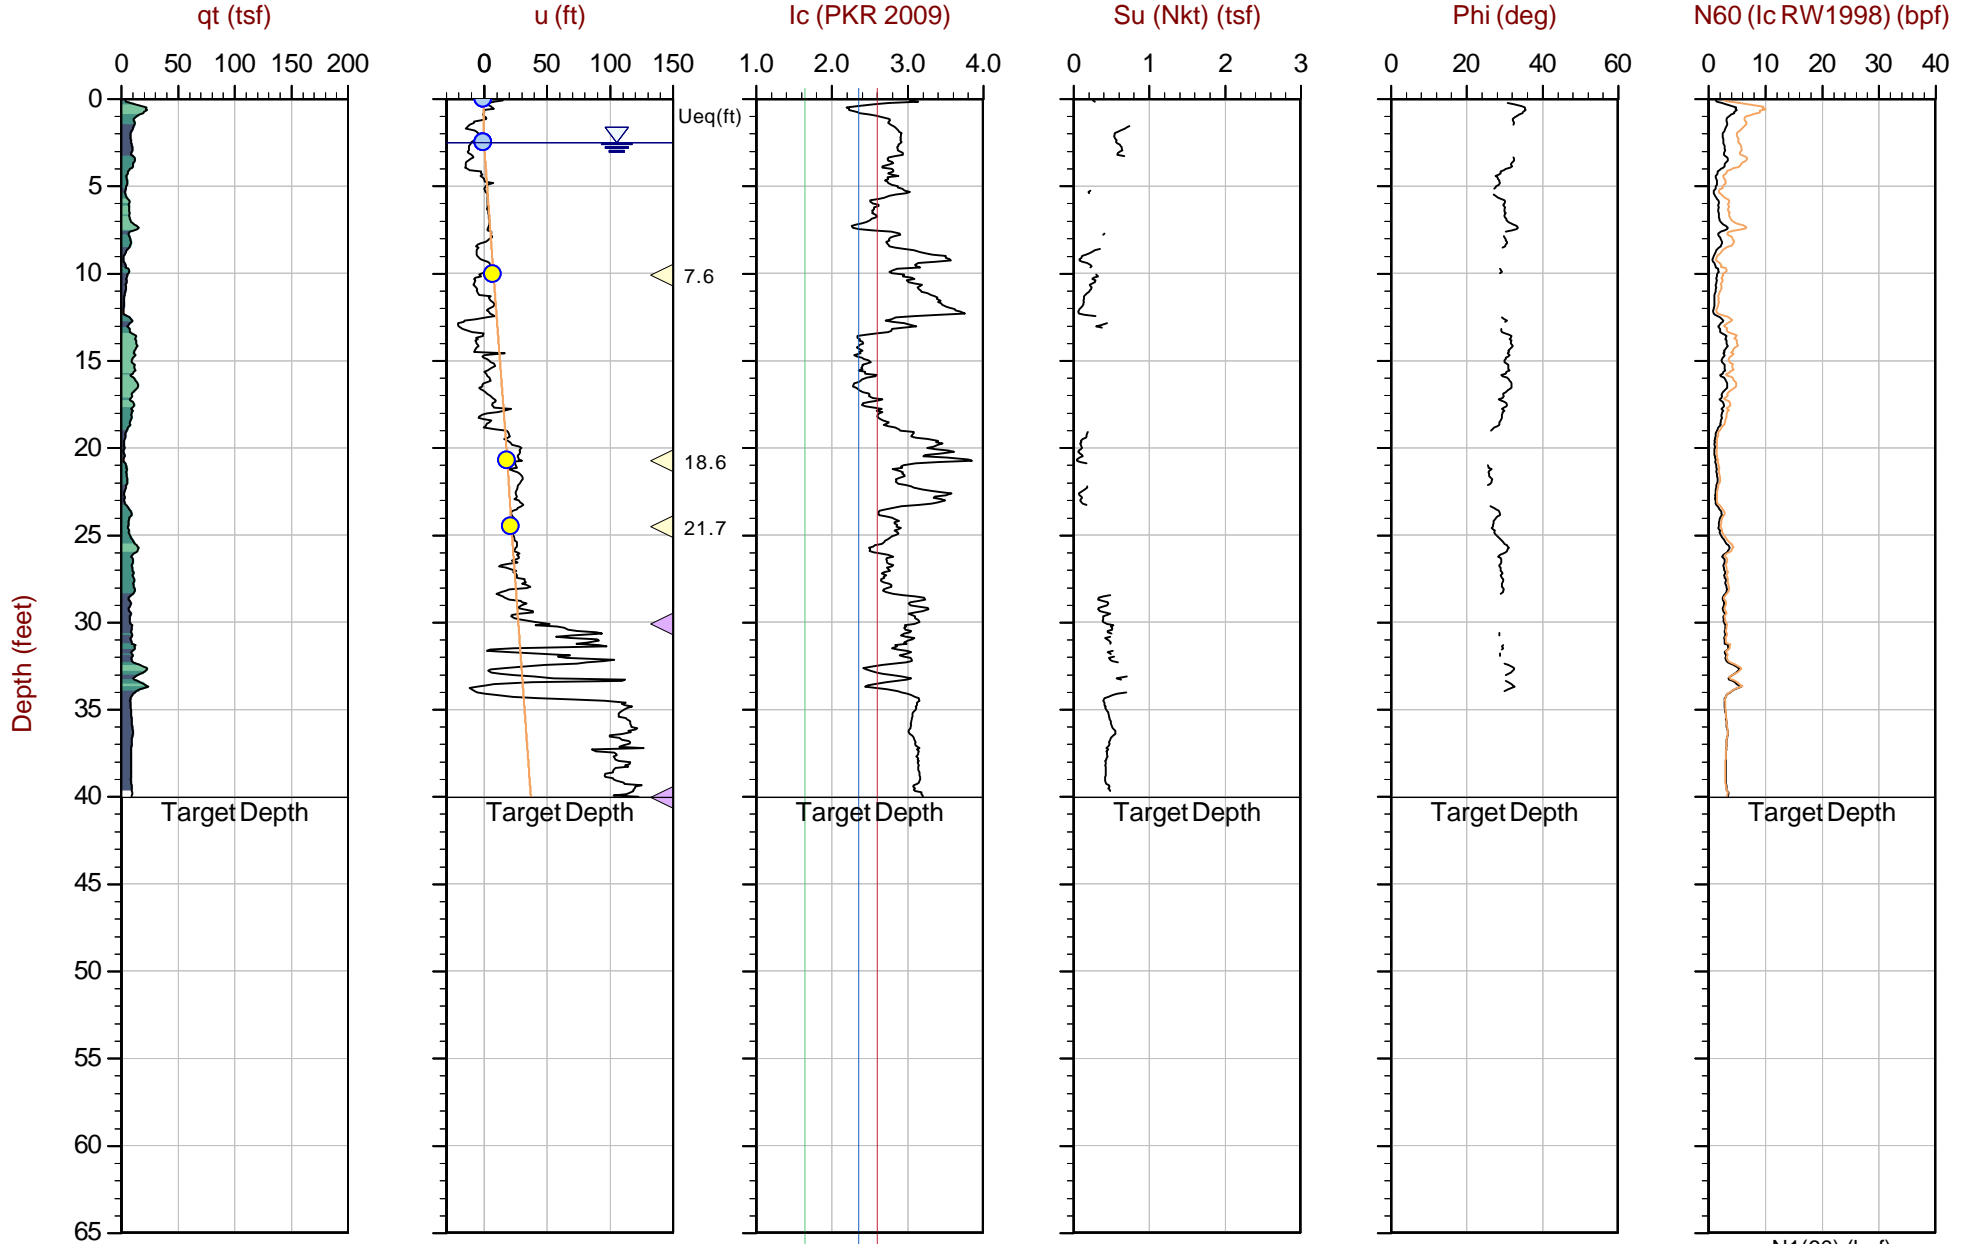 qt (tsf) u (ft) Ic (PKR 2009) Su (Nkt) (tsf) Phi (deg) N60 (Ic RW1998) (bpf)
0 50 100 150 200 0 50 100 150 1.0 2.0 3.0 4.0 0 1 2 3 0 20 40 60 0 10 20 30 40
0
Ueq(ft)
5
10 7.6
15
20 18.6
25 21.7
30
35
40
Target Depth Target Depth Target Depth Target Depth Target Depth Target Depth
45
50
55
60
65
Depth (feet)